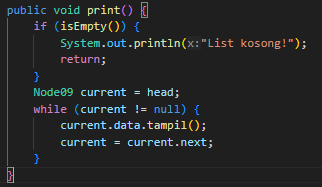 public void print() {
    if (isEmpty()) {
        System.out.println(x:"List kosong!");
        return;
    }
    Node09 current = head;
    while (current != null) {
        current.data.tampil();
        current = current.next;
    }
}